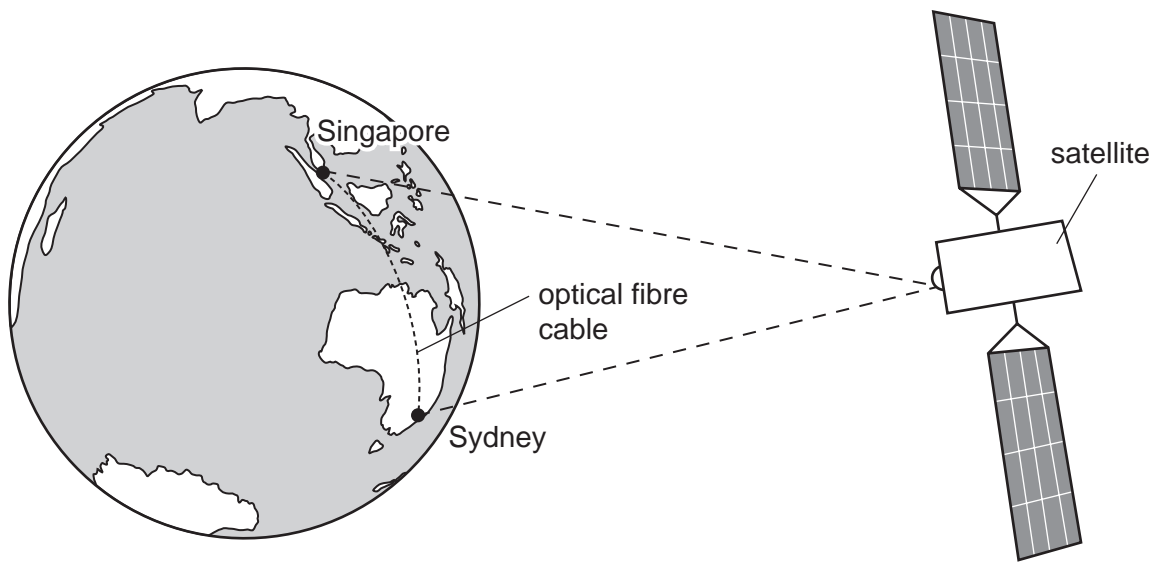 Singapore
satellite
optical fibre
cable
Sydney